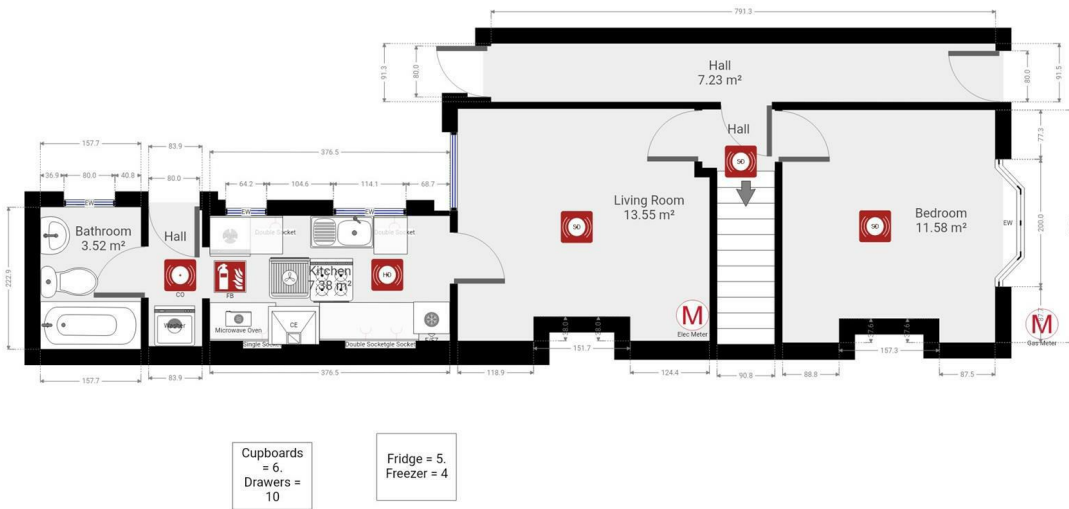 791.3
Hall
7.23 m²
91.3
80.0
80.0
91.5
157.7
83.9
376.5
Hall
77.3
36.9
80.0
40.8
80.0
64.2
104.6
114.1
68.7
SD
EW
EW
EW
Living Room
13.55 m²
Bedroom
11.58 m²
Bathroom
3.52 m²
Hall
Double Socket
Double Socket
SD
SD
EW
200.0
222.9
Kitchen
7.38 m²
HD
CO
FB
Washer
Microwave Oven
CE
M
Elec Meter
M
Gas Meter
38.0
38.0
Double Socket
157.7
83.9
376.5
118.9
151.7
124.4
90.8
88.8
157.3
87.5
Cupboards
= 6.
Drawers =
10
Fridge = 5.
Freezer = 4